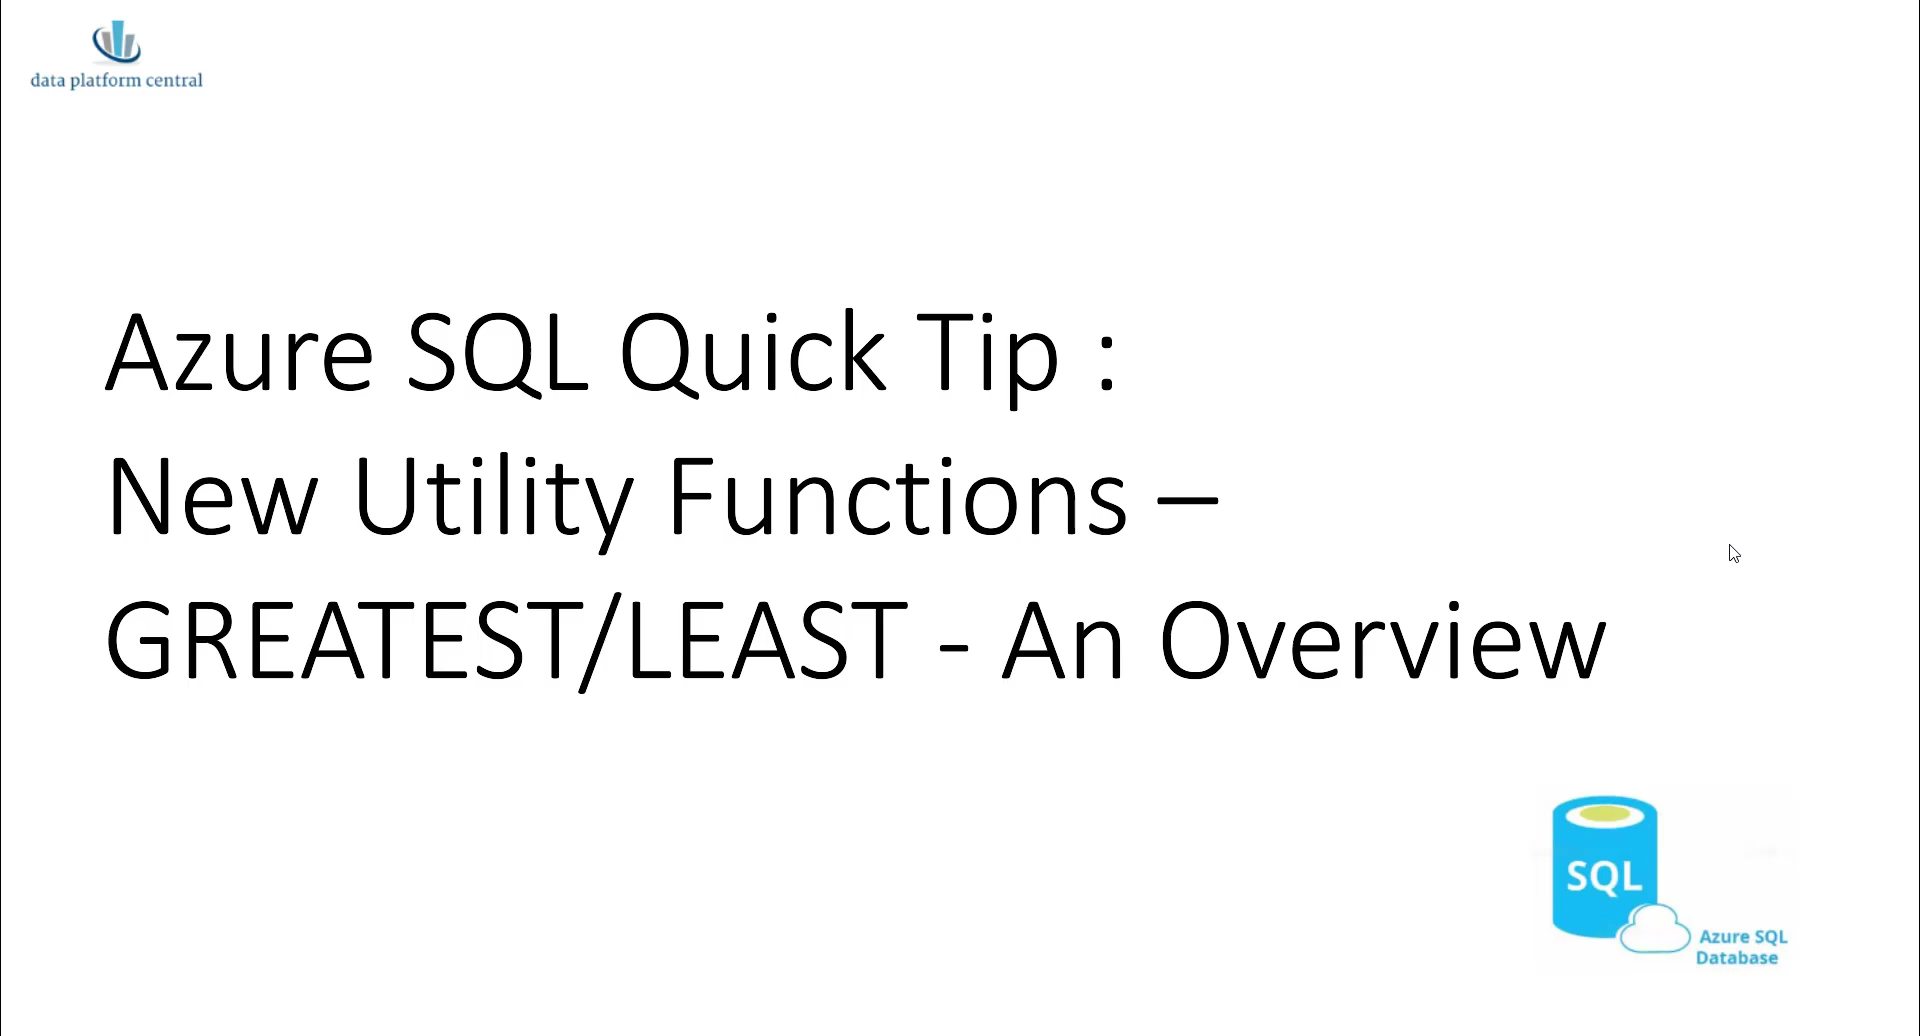 data platform central
Azure SQL Quick Tip :
New Utility Functions –
GREATEST/LEAST - An Overview
SQL
Azure SQL
Database